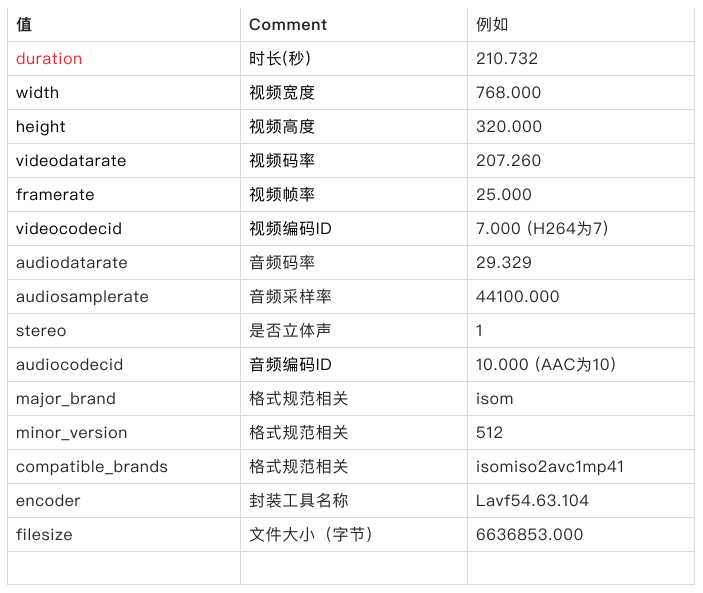 值 Comment 例如
duration 时长(秒) 210.732
width 视频宽度 768.000
height 视频高度 320.000
videodatarate 视频码率 207.260
framerate 视频帧率 25.000
videocodecid 视频编码ID 7.000 (H264为7)
audiodatarate 音频码率 29.329
audiosamplerate 音频采样率 44100.000
stereo 是否立体声 1
audiocodecid 音频编码ID 10.000 (AAC为10)
major_brand 格式规范相关 isom
minor_version 格式规范相关 512
compatible_brands 格式规范相关 isomiso2avc1mp41
encoder 封装工具名称 Lavf54.63.104
filesize 文件大小（字节） 6636853.000